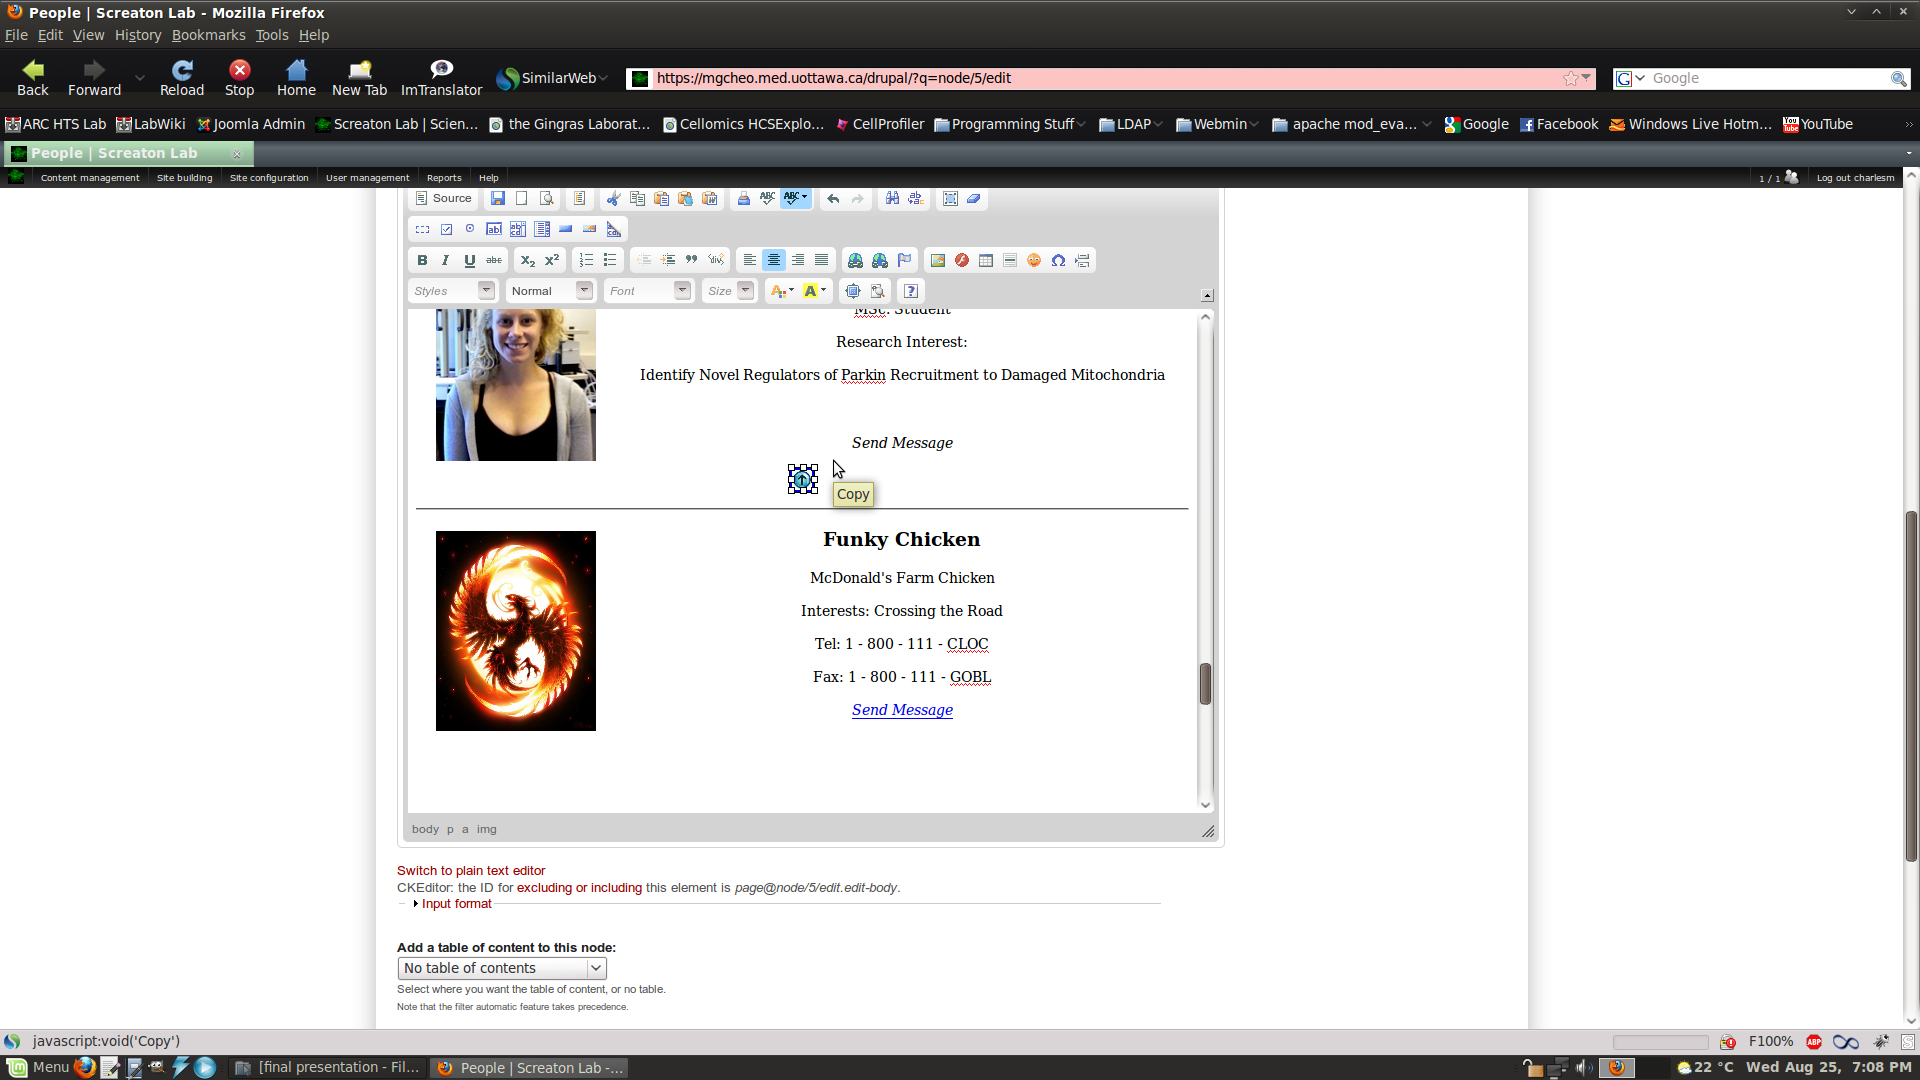 People | Screaton Lab - Mozilla Firefox
File Edit View History Bookmarks Tools Help
Back Forward Reload Stop Home New Tab ImTranslator SimilarWeb https://mgcheo.med.uottawa.ca/drupal/?q=node/5/edit Google
ARC HTS Lab LabWiki Joomla Admin Screaton Lab | Scien... the Gingras Laborat... Cellomics HCSExplo... CellProfiler Programming Stuff LDAP Webmin apache mod_eva... Google Facebook Windows Live Hotm... YouTube
People | Screaton Lab
Content management Site building Site configuration User management Reports Help 1 / 1 Log out charlesm
Source
Styles Normal Font Size
MSc. Student
Research Interest:
Identify Novel Regulators of Parkin Recruitment to Damaged Mitochondria
Send Message
Copy
Funky Chicken
McDonald's Farm Chicken
Interests: Crossing the Road
Tel: 1 - 800 - 111 - CLOC
Fax: 1 - 800 - 111 - GOBL
Send Message
body p a img
Switch to plain text editor
CKEditor: the ID for excluding or including this element is page@node/5/edit.edit-body.
Input format
Add a table of content to this node:
No table of contents
Select where you want the table of content, or no table.
Note that the filter automatic feature takes precedence.
javascript:void('Copy') F100% ABP
Menu [final presentation - Fil... People | Screaton Lab -... 22 °C Wed Aug 25, 7:08 PM